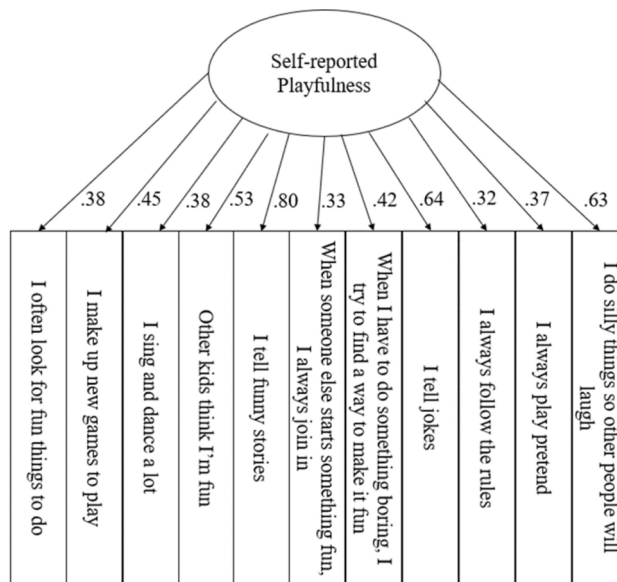 Self-reported
Playfulness
.38
.45
.38
.53
.80
.33
.42
.64
.32
.37
.63
I often look for fun things to do
I make up new games to play
I sing and dance a lot
Other kids think I'm fun
I tell funny stories
When someone else starts something fun,
I always join in
When I have to do something boring, I
try to find a way to make it fun
I tell jokes
I always follow the rules
I always play pretend
I do silly things so other people will
laugh